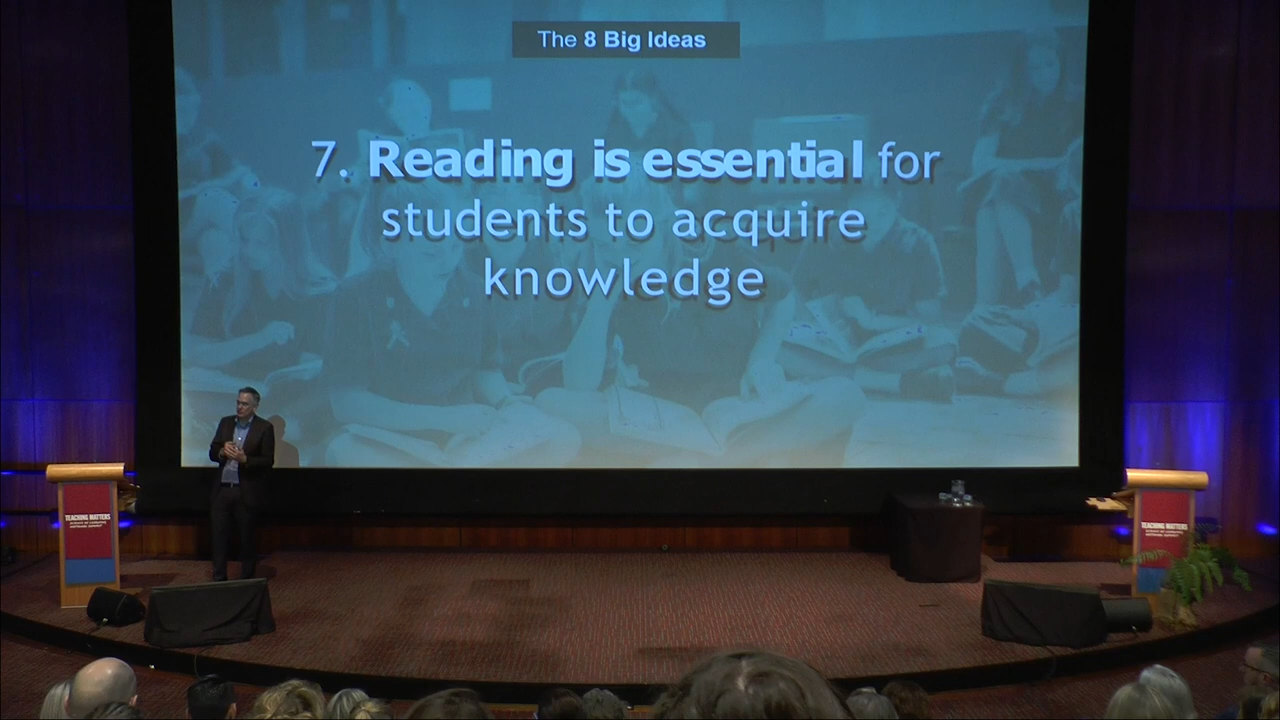 The 8 Big Ideas
7. Reading is essential for
students to acquire
knowledge
TEACHING MATTERS
TEACHING MATTERS